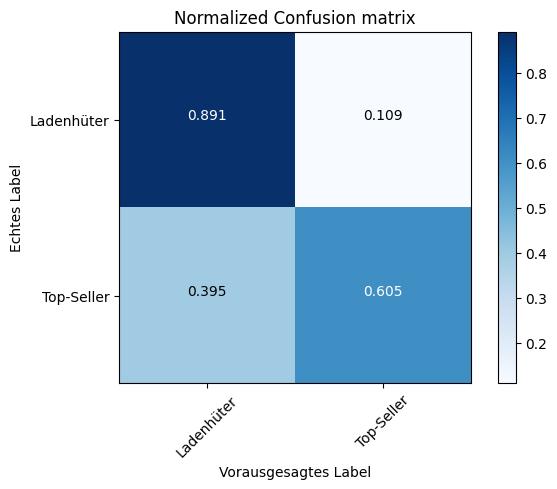 Normalized Confusion matrix
Echtes Label
Ladenhüter
Top-Seller
0.891
0.109
0.395
0.605
Ladenhüter
Top-Seller
Vorausgesagtes Label
0.8
0.7
0.6
0.5
0.4
0.3
0.2